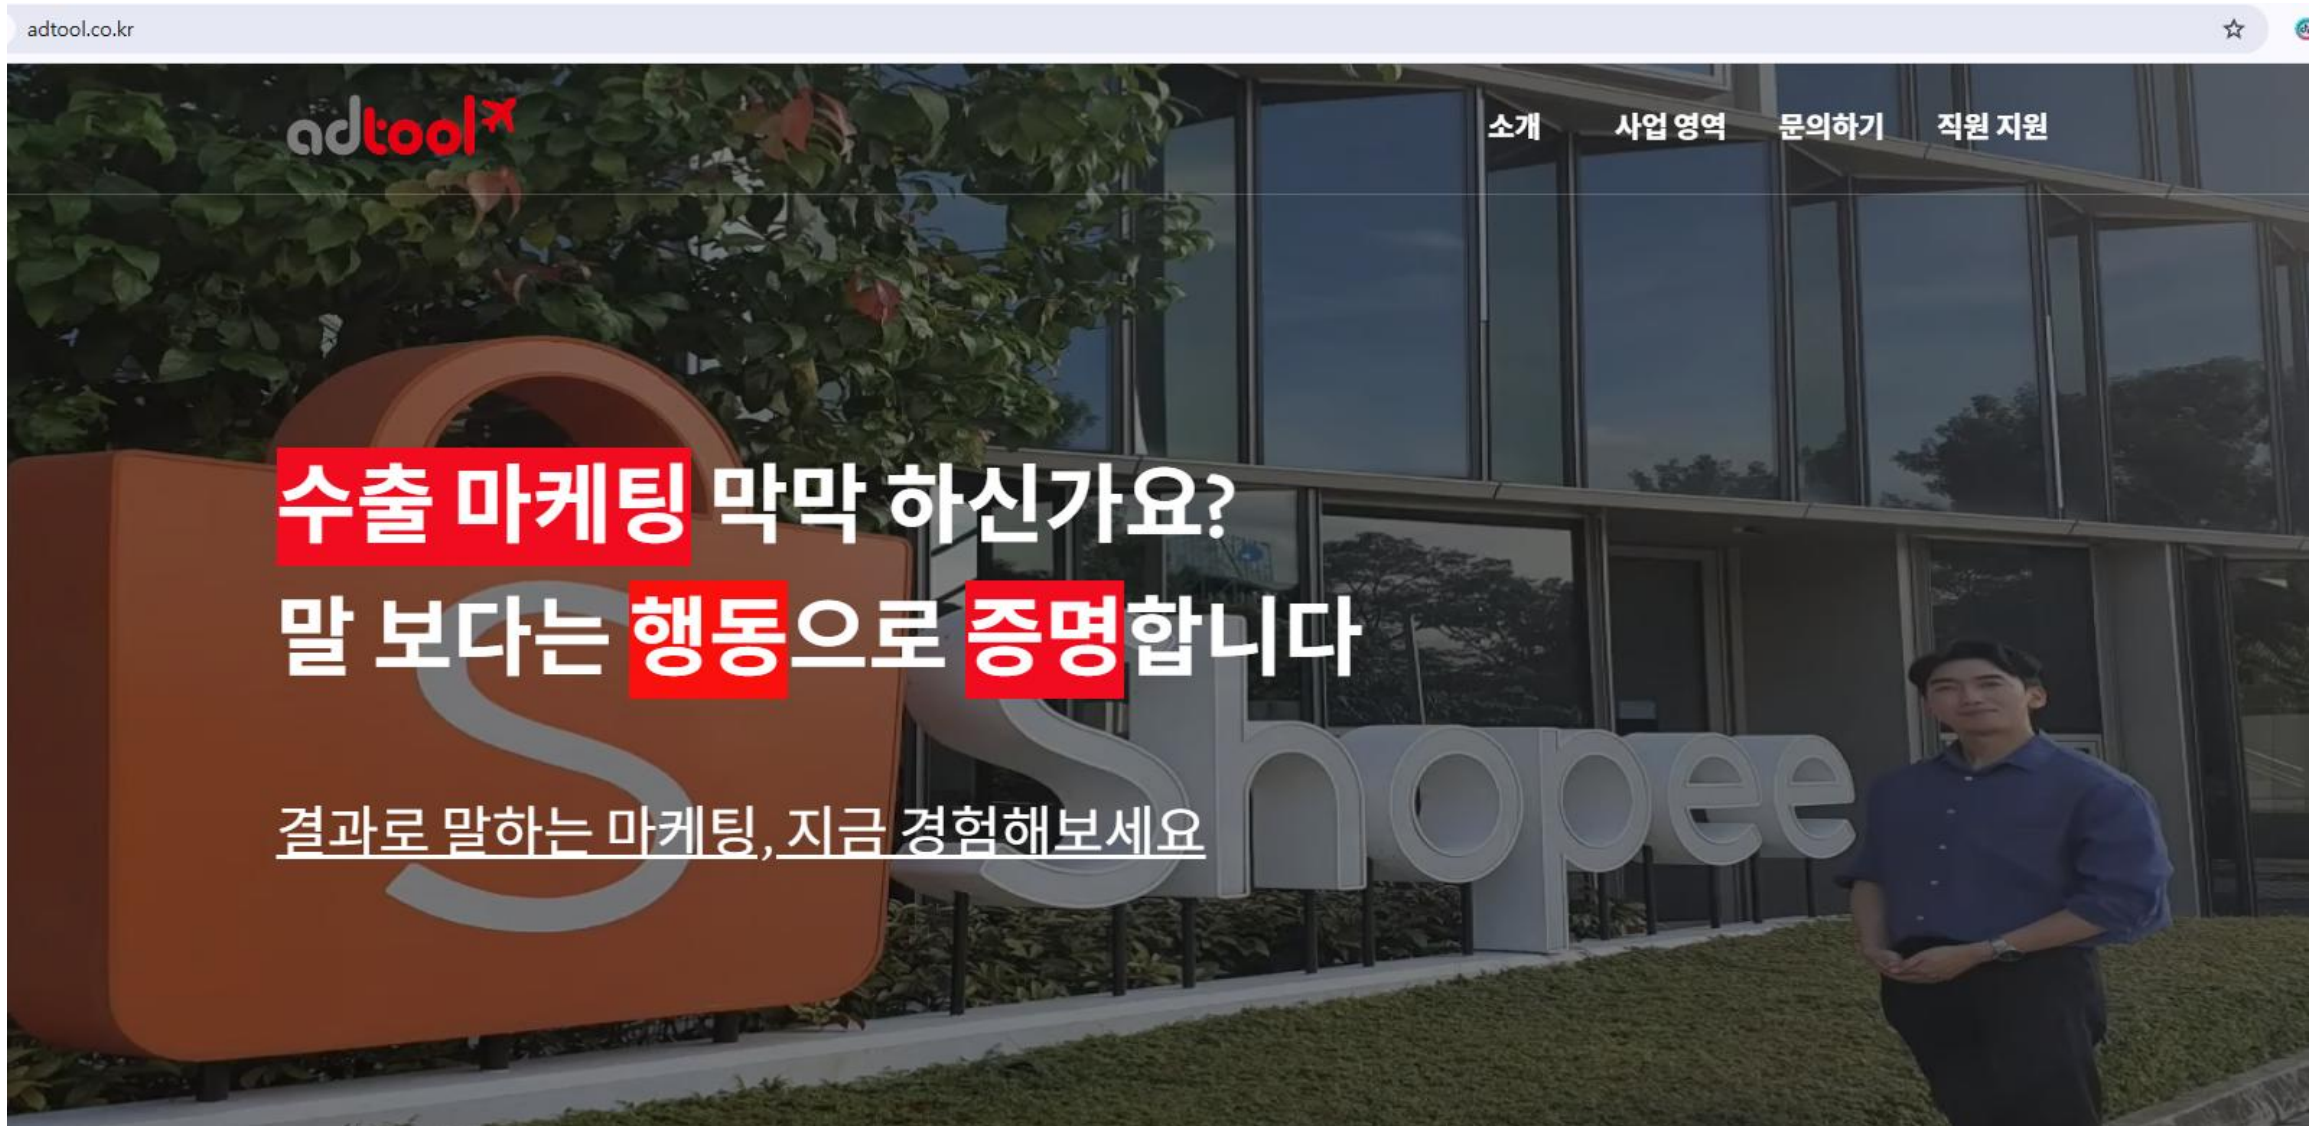 adtool.co.kr
adtool
소개 사업 영역 문의하기 직원 지원
수출 마케팅 막막 하신가요?
말 보다는 행동으로 증명합니다
결과로 말하는 마케팅, 지금 경험해보세요
S Shopee